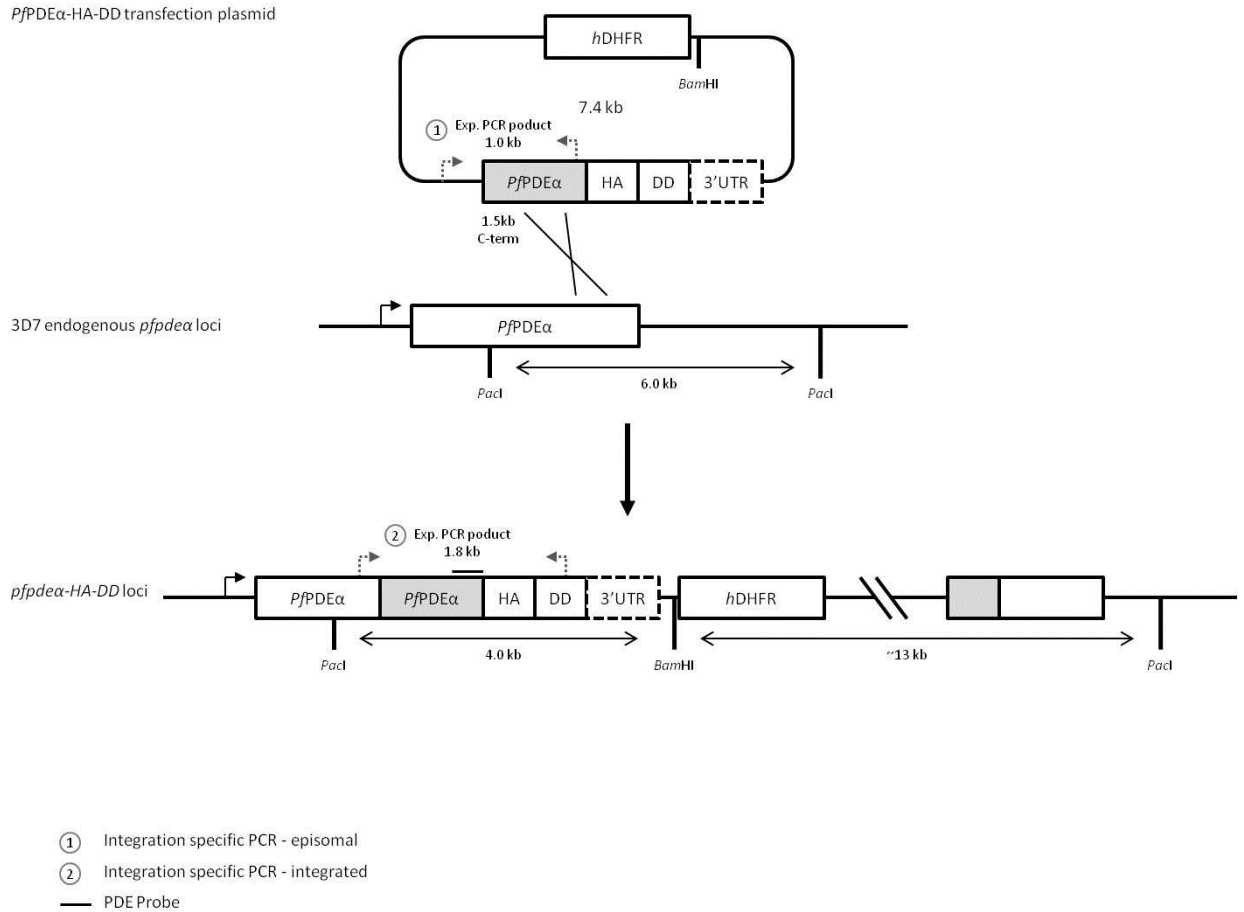 PfPDEα-HA-DD transfection plasmid
hDHFR
BamHI
7.4 kb
1 Exp. PCR poduct
1.0 kb
PfPDEα HA DD 3'UTR
1.5kb
C-term
3D7 endogenous pfpdeα loci
PfPDEα
6.0 kb
PacI PacI
2 Exp. PCR poduct
1.8 kb
pfpdeα-HA-DD loci
PfPDEα PfPDEα HA DD 3'UTR hDHFR
PacI 4.0 kb BamHI ~13 kb PacI
1 Integration specific PCR - episomal
2 Integration specific PCR - integrated
PDE Probe